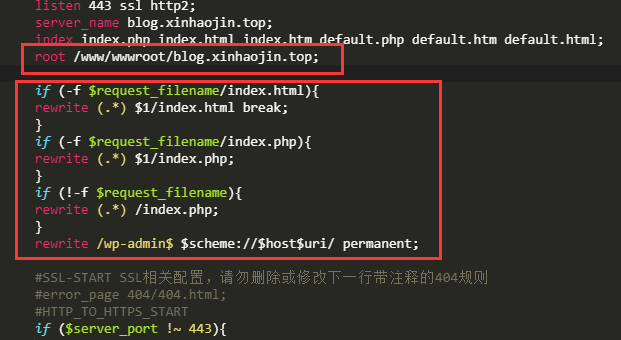 listen 443 ssl http2;
server_name blog.xinhaojin.top;
index index.php index.html index.htm default.php default.htm default.html;
root /www/wwwroot/blog.xinhaojin.top;
if (-f $request_filename/index.html){
rewrite (.*) $1/index.html break;
}
if (-f $request_filename/index.php){
rewrite (.*) $1/index.php;
}
if (!-f $request_filename){
rewrite (.*) /index.php;
}
rewrite /wp-admin$ $scheme://$host$uri/ permanent;
#SSL-START SSL相关配置，请勿删除或修改下一行带注释的404规则
#error_page 404/404.html;
#HTTP_TO_HTTPS_START
if ($server_port !~ 443){